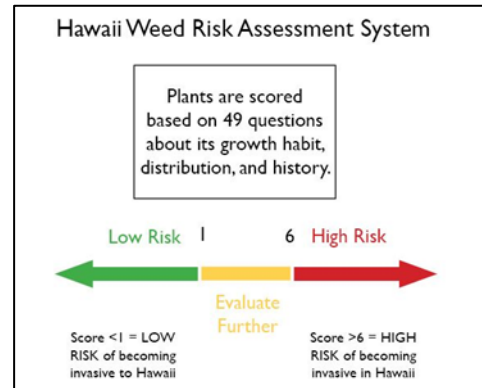 Hawaii Weed Risk Assessment System
Plants are scored
based on 49 questions
about its growth habit,
distribution, and history.
Low Risk 1 6 High Risk
Evaluate
Further
Score <1 = LOW
RISK of becoming
invasive to Hawaii
Score >6 = HIGH
RISK of becoming
invasive in Hawaii